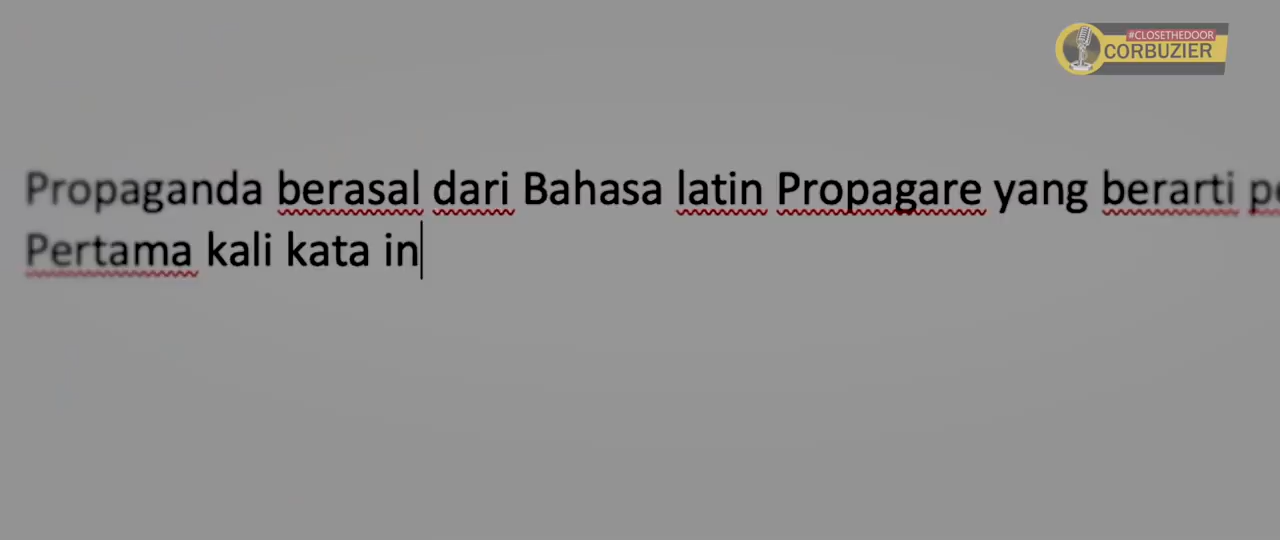 #CLOSETHEDOOR
CORBUZIER
Propaganda berasal dari Bahasa latin Propagare yang berarti
Pertama kali kata in